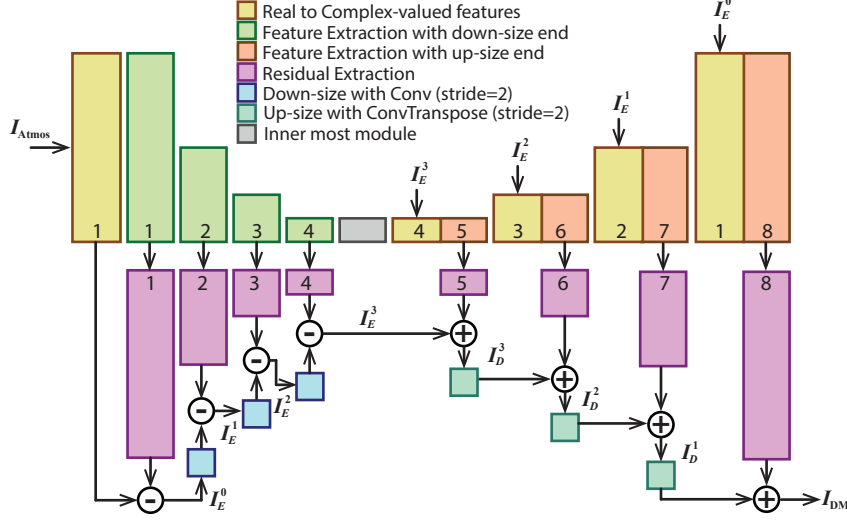 Real to Complex-valued features
Feature Extraction with down-size end
Feature Extraction with up-size end
Residual Extraction
Down-size with Conv (stride=2)
Up-size with ConvTranspose (stride=2)
Inner most module
I_E^0
I_E^1
I_Atmos
I_E^2
I_E^3
1 1 2 3 4 4 5 3 6 2 7 1 8
1 2 3 4 5 6 7 8
- I_E^3 +
- I_D^3
I_E^2 + I_D^2
- I_E^1 + I_D^1
- I_E^0 + I_DM